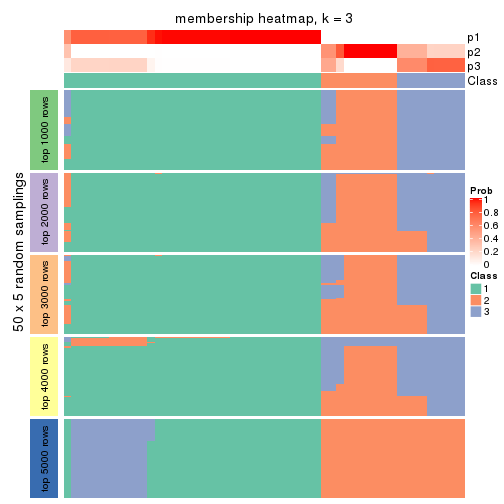 membership heatmap, k = 3
p1
p2
p3
Class
50 x 5 random samplings
top 1000 rows
top 2000 rows
top 3000 rows
top 4000 rows
top 5000 rows
Prob
1
0.8
0.6
0.4
0.2
0
Class
1
2
3